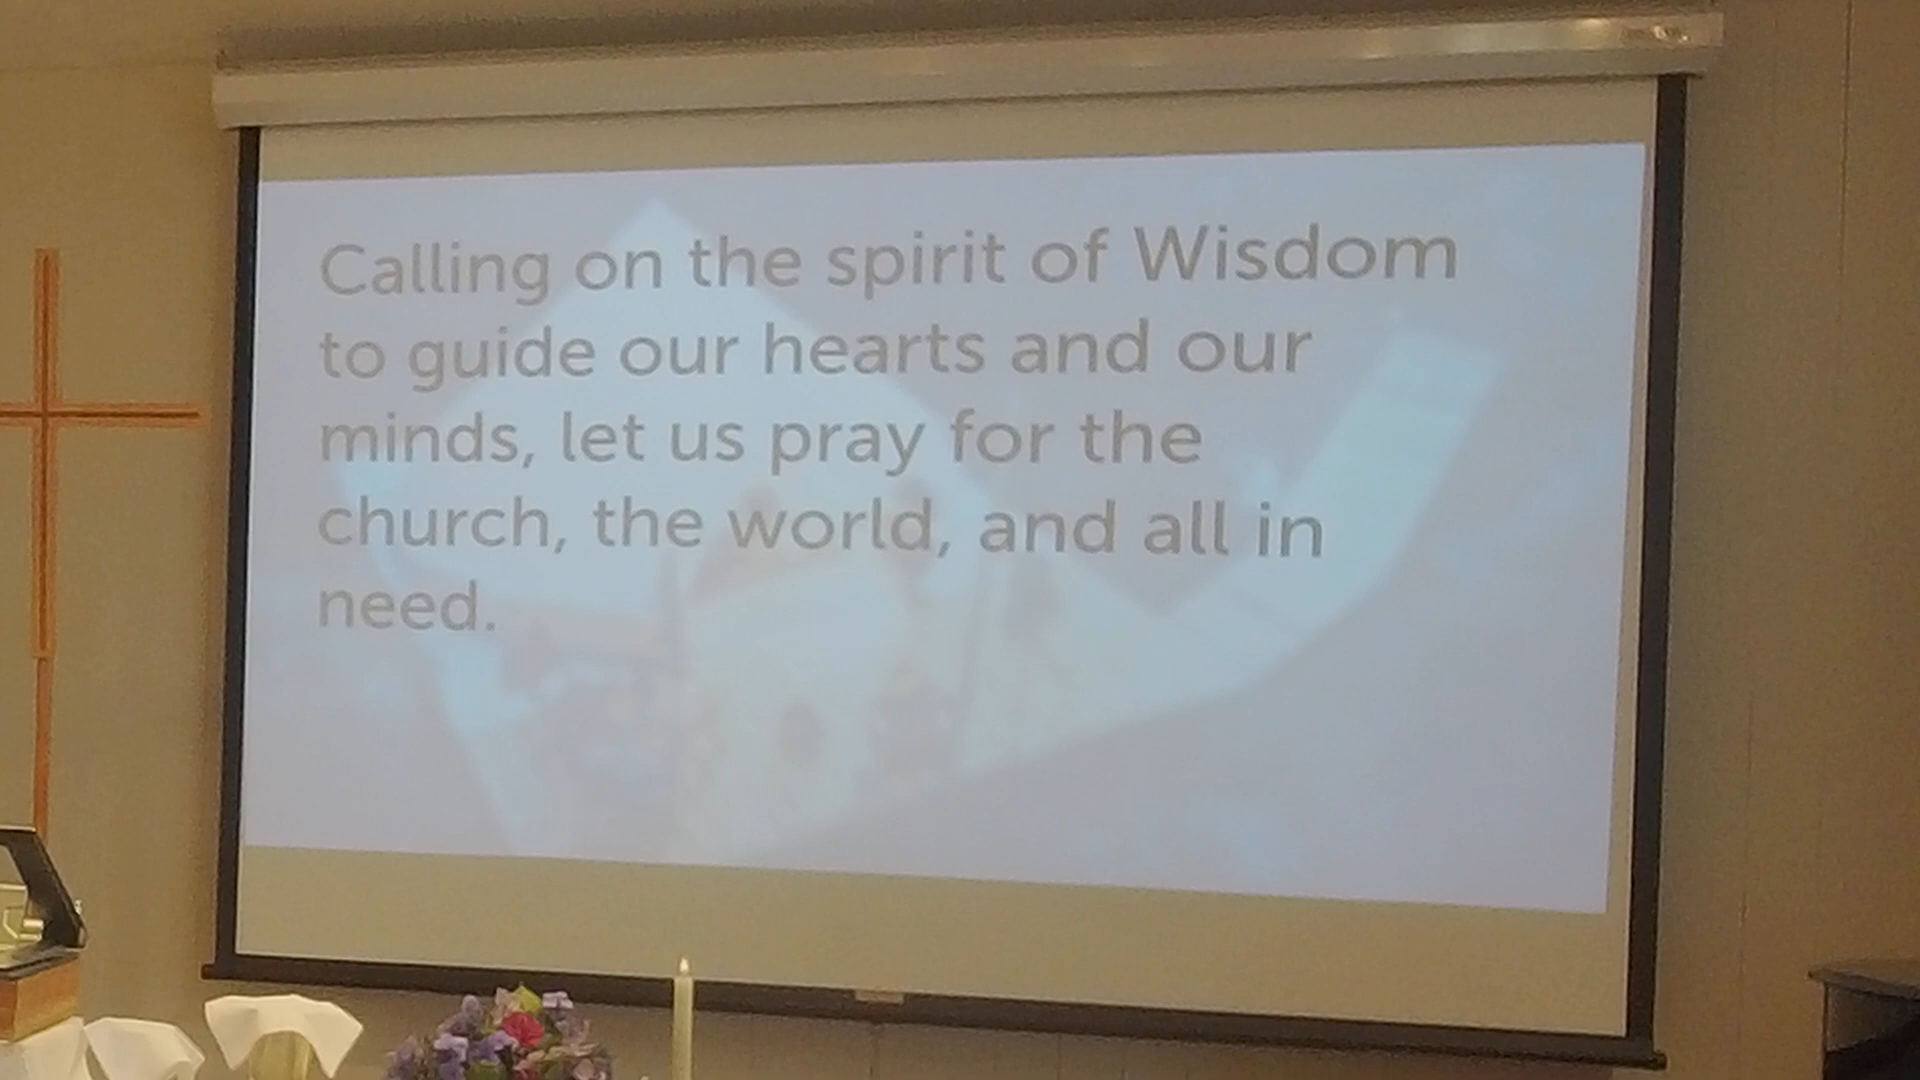 Calling on the spirit of Wisdom
to guide our hearts and our
minds, let us pray for the
church, the world, and all in
need.